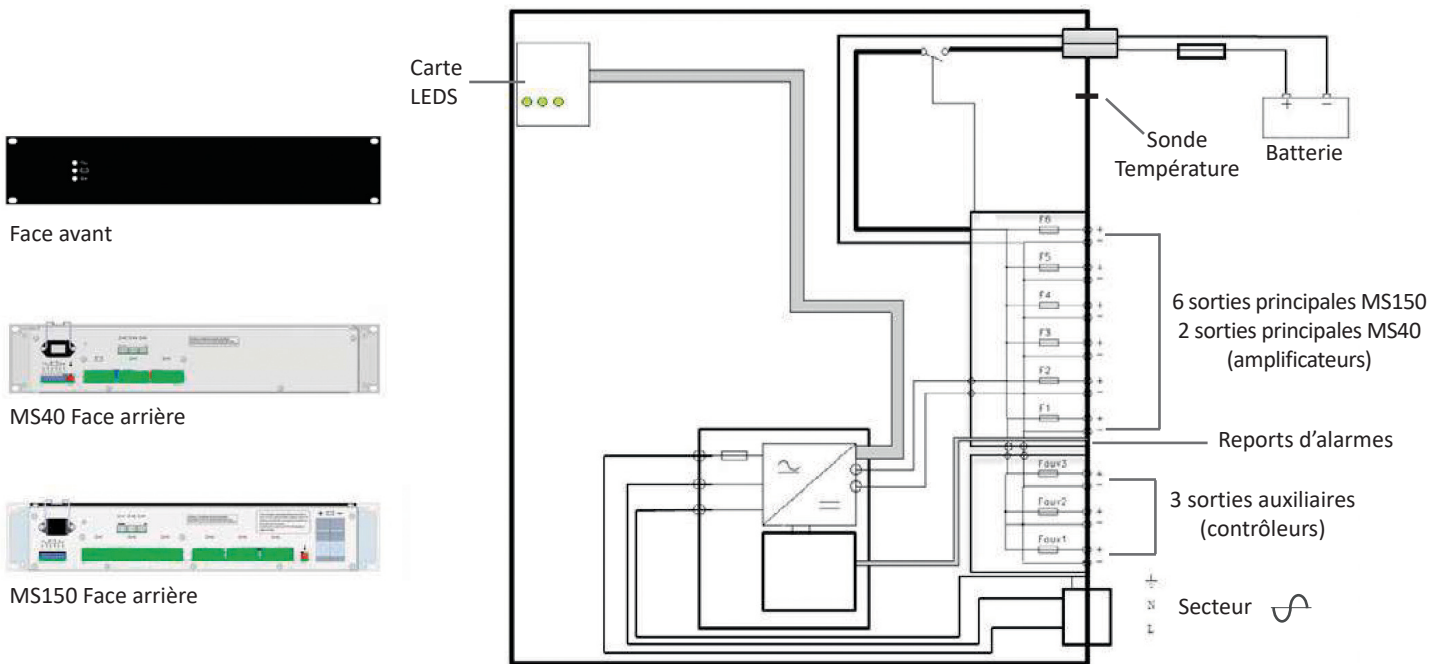 Face avant
MS40 Face arrière
MS150 Face arrière
Carte
LEDS
Sonde
Température
+ −
Batterie
F6
+
−
F5
+
−
F4
+
−
F3
+
−
F2
+
−
F1
+
−
6 sorties principales MS150
2 sorties principales MS40
(amplificateurs)
Reports d’alarmes
Faux3
+
−
Faux2
+
−
Faux1
+
−
3 sorties auxiliaires
(contrôleurs)
N
L
Secteur